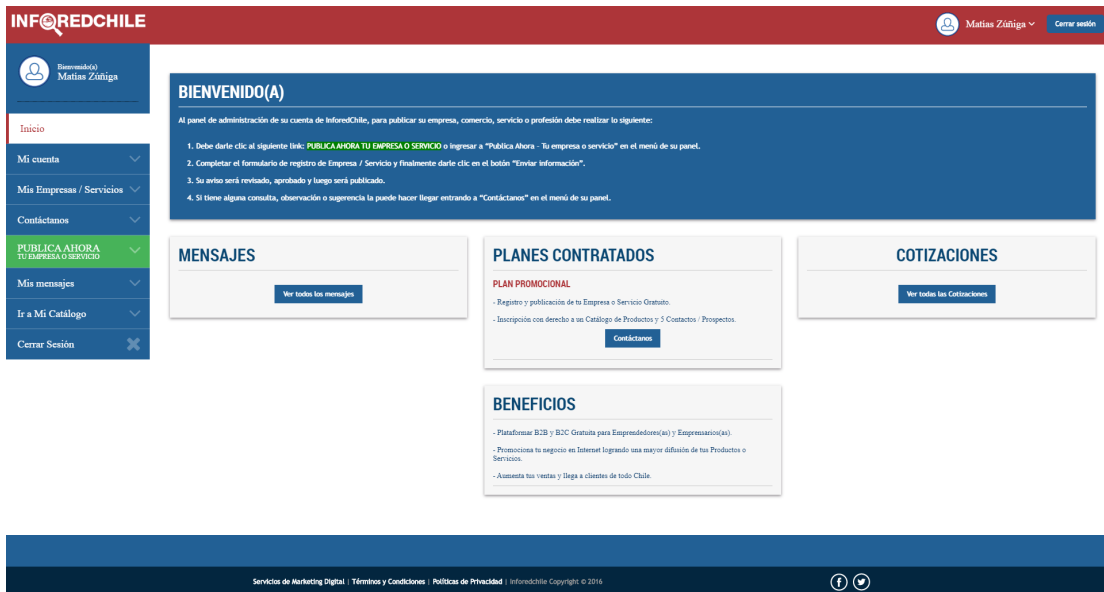 INF@REDCHILE
Matias Zúñiga
Cerrar sesión
Bienvenido(a)
Matias Zúñiga
Inicio
Mi cuenta
Mis Empresas / Servicios
Contáctanos
PUBLICA AHORA
TU EMPRESA O SERVICIO
Mis mensajes
Ir a Mi Catálogo
Cerrar Sesión
BIENVENIDO(A)
Al panel de administración de su cuenta de InforedChile, para publicar su empresa, comercio, servicio o profesión debe realizar lo siguiente:
1. Debe darle clic al siguiente link: PUBLICA AHORA TU EMPRESA O SERVICIO o ingresar a "Publica Ahora - Tu empresa o servicio" en el menú de su panel.
2. Completar el formulario de registro de Empresa / Servicio y finalmente darle clic en el botón "Enviar información".
3. Su aviso será revisado, aprobado y luego será publicado.
4. Si tiene alguna consulta, observación o sugerencia la puede hacer llegar entrando a "Contáctanos" en el menú de su panel.
MENSAJES
Ver todos los mensajes
PLANES CONTRATADOS
PLAN PROMOCIONAL
- Registro y publicación de tu Empresa o Servicio Gratuito.
- Inscripción con derecho a un Catálogo de Productos y 5 Contactos / Prospectos.
Contáctanos
COTIZACIONES
Ver todas las Cotizaciones
BENEFICIOS
- Plataformar B2B y B2C Gratuita para Emprendedores(as) y Emprensarios(as).
- Promociona tu negocio en Internet logrando una mayor difusión de tus Productos o
Servicios.
- Aumenta tus ventas y llega a clientes de todo Chile.
Servicios de Marketing Digital | Términos y Condiciones | Políticas de Privacidad | Inforedchile Copyright © 2016